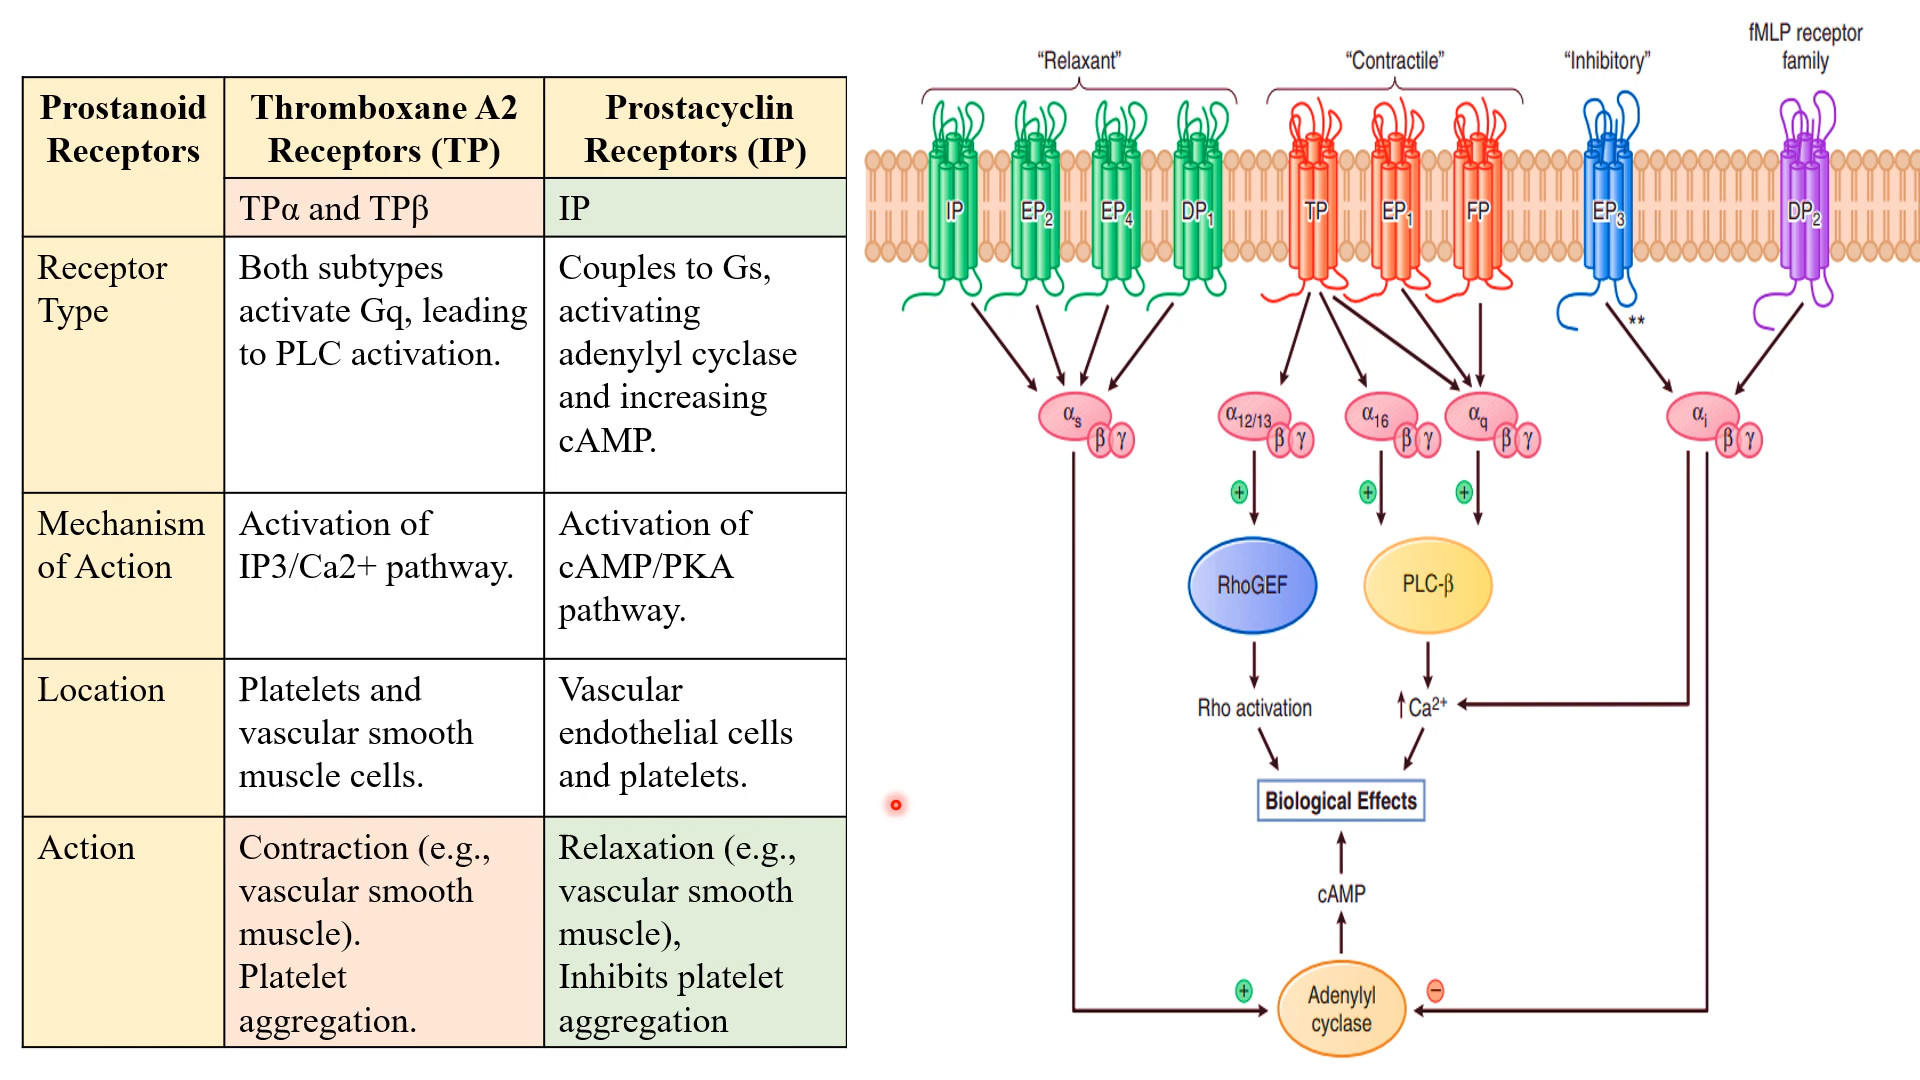 Prostanoid
Receptors
Thromboxane A2
Receptors (TP)
Prostacyclin
Receptors (IP)
TPα and TPβ
IP
Receptor
Type
Both subtypes
activate Gq, leading
to PLC activation.
Couples to Gs,
activating
adenylyl cyclase
and increasing
cAMP.
Mechanism
of Action
Activation of
IP3/Ca2+ pathway.
Activation of
cAMP/PKA
pathway.
Location
Platelets and
vascular smooth
muscle cells.
Vascular
endothelial cells
and platelets.
Action
Contraction (e.g.,
vascular smooth
muscle).
Platelet
aggregation.
Relaxation (e.g.,
vascular smooth
muscle),
Inhibits platelet
aggregation
“Relaxant”
“Contractile”
“Inhibitory”
fMLP receptor
family
IP
EP2
EP4
DP1
TP
EP1
FP
EP3
DP2
**
αs
β γ
α12/13
β γ
α16
β γ
αq
β γ
αi
β γ
+
+
+
RhoGEF
PLC-β
Rho activation
↑Ca2+
Biological Effects
cAMP
+
−
Adenylyl
cyclase